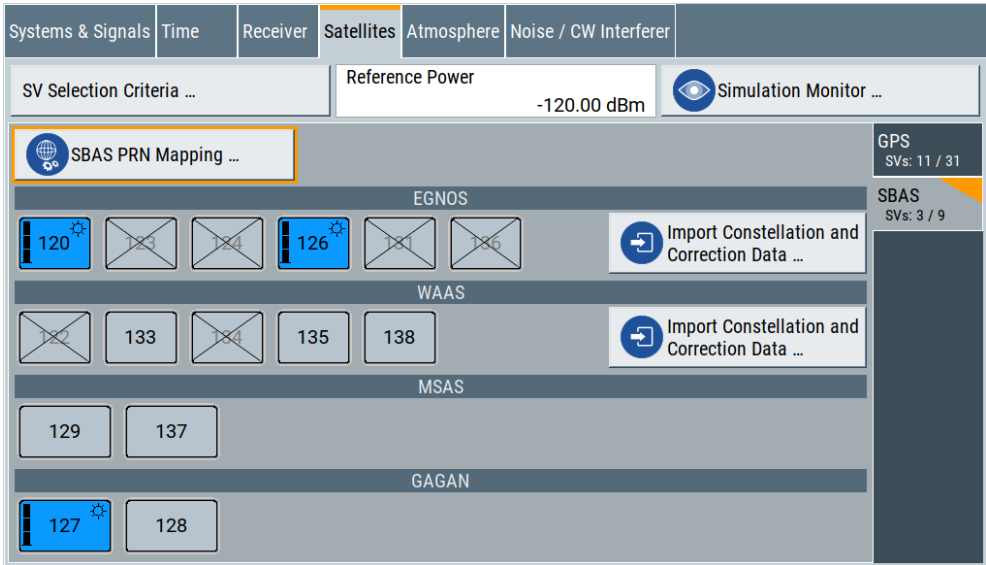 Systems & Signals Time Receiver Satellites Atmosphere Noise / CW Interferer
SV Selection Criteria ...
Reference Power
-120.00 dBm
Simulation Monitor ...
SBAS PRN Mapping ...
GPS
SVs: 11 / 31
SBAS
SVs: 3 / 9
EGNOS
120 123 124 126 131 136
Import Constellation and
Correction Data ...
WAAS
122 133 134 135 138
Import Constellation and
Correction Data ...
MSAS
129 137
GAGAN
127 128